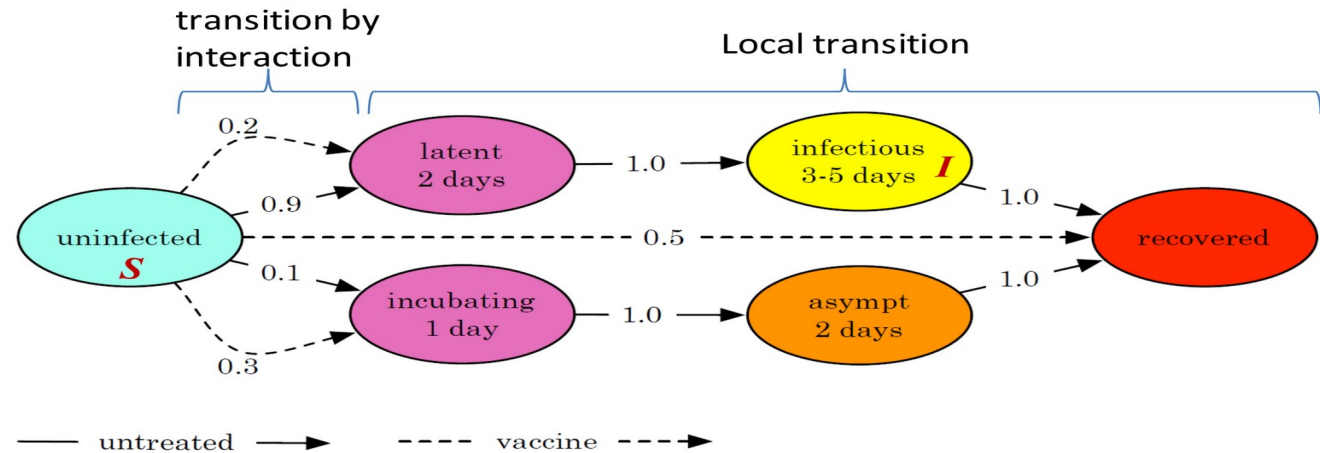 transition by
interaction
Local transition
0.2
latent
2 days
1.0
infectious
3-5 days I
1.0
0.9
uninfected
S
0.5
recovered
0.1
incubating
1 day
1.0
asympt
2 days
1.0
0.3
untreated
vaccine